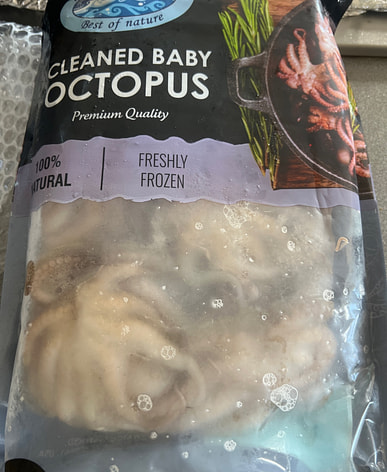 Best of nature
CLEANED BABY
OCTOPUS
Premium Quality
100%
NATURAL
FRESHLY
FROZEN